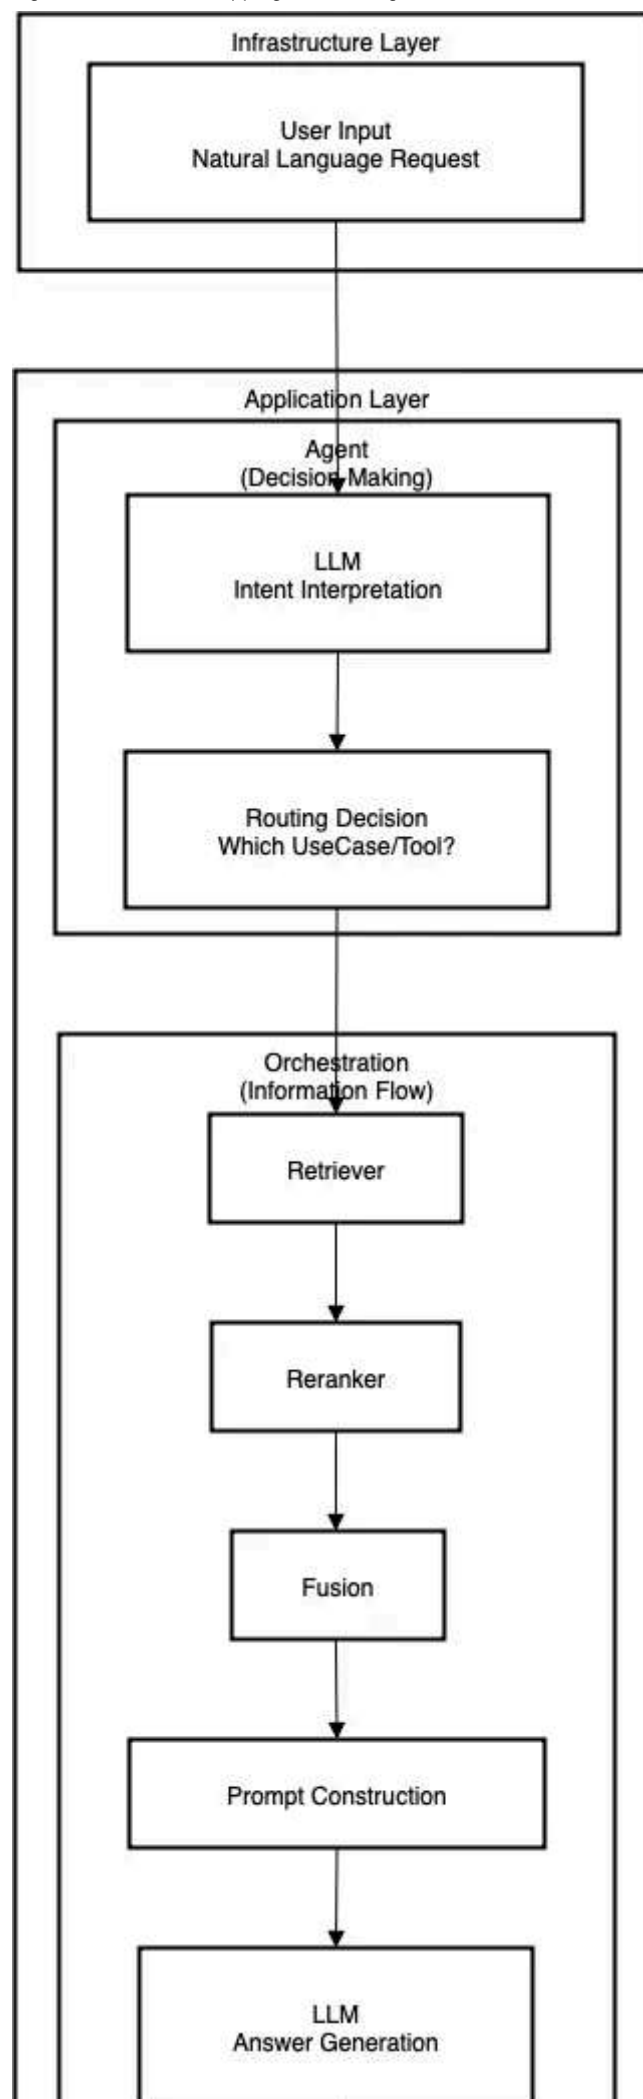 Infrastructure Layer
User Input
Natural Language Request
Application Layer
Agent
(Decision Making)
LLM
Intent Interpretation
Routing Decision
Which UseCase/Tool?
Orchestration
(Information Flow)
Retriever
Reranker
Fusion
Prompt Construction
LLM
Answer Generation